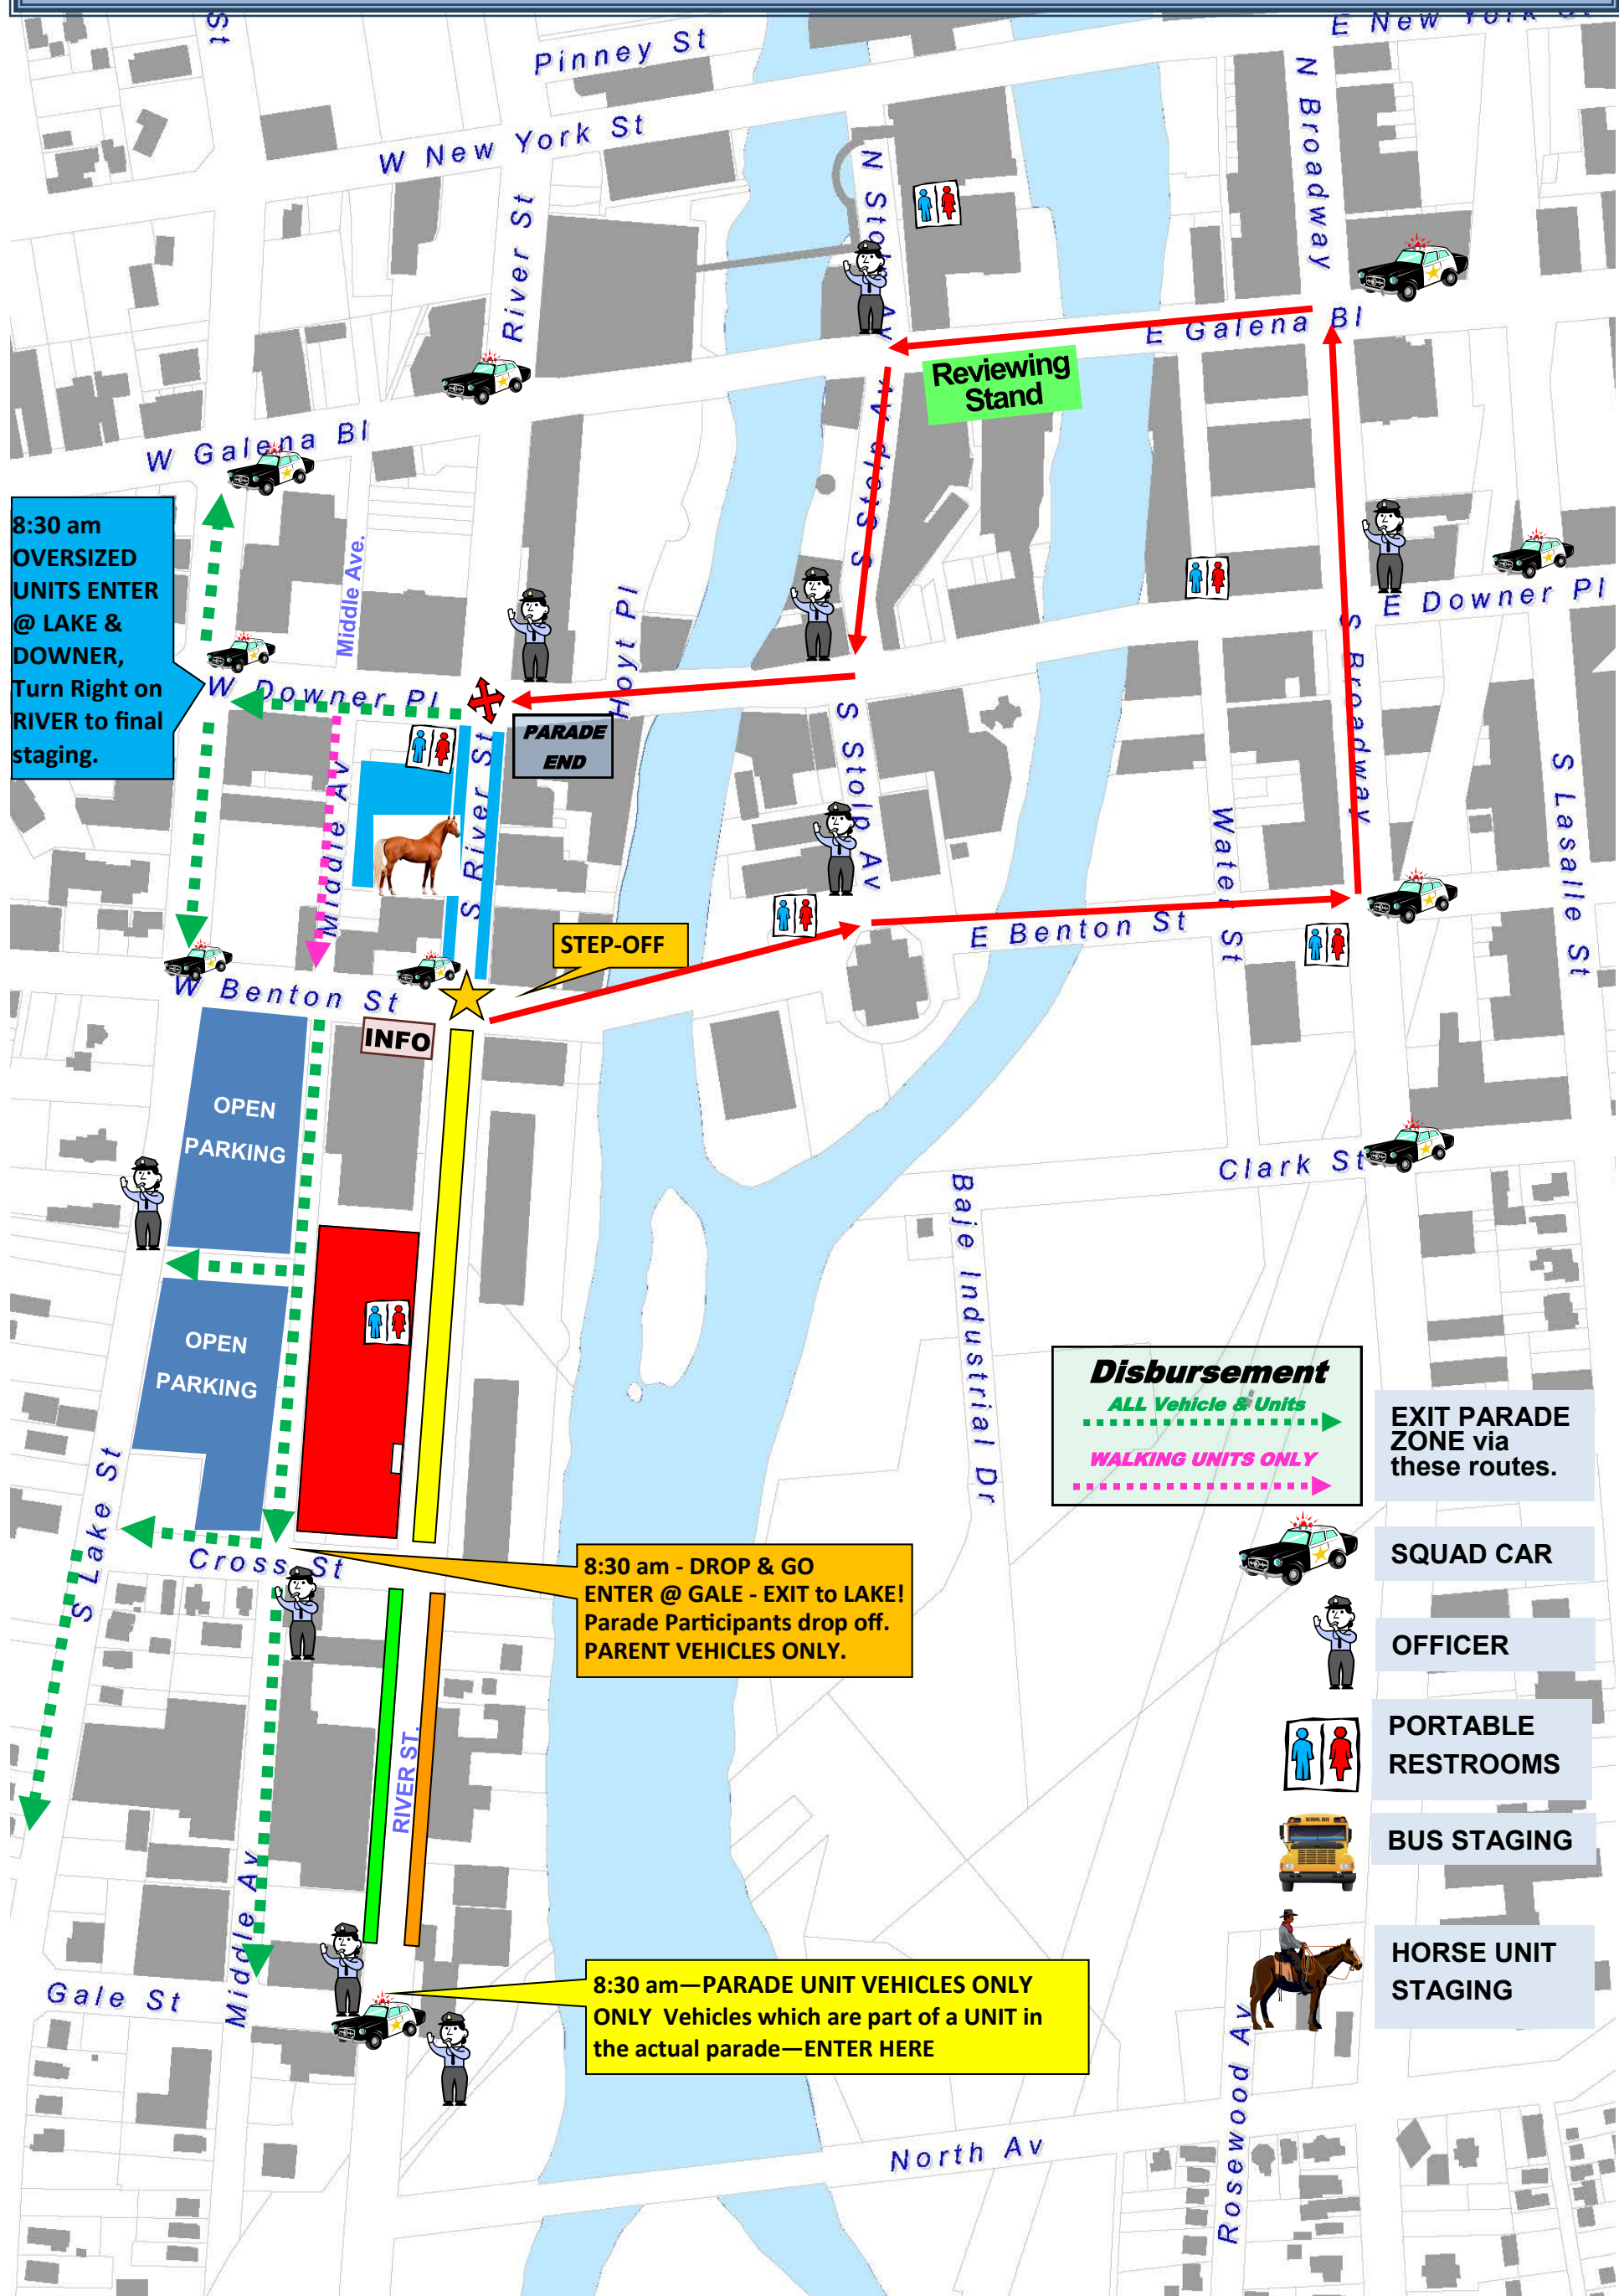 E New York St
St
Pinney St
N Broadway
W New York St
N Stolp Av
River St
E Galena Bl
Reviewing
Stand
W Galena Bl
S Stolp Av
8:30 am
OVERSIZED
UNITS ENTER
@ LAKE &
DOWNER,
Turn Right on
RIVER to final
staging.
Middle Ave.
Hoyt Pl
E Downer Pl
S Broadway
W Downer Pl
PARADE
END
S Stolp Av
S River St
Middle Av
Water St
S Lasalle St
STEP-OFF
E Benton St
W Benton St
INFO
OPEN
PARKING
Clark St
Baje Industrial Dr
OPEN
PARKING
Disbursement
ALL Vehicle & Units
WALKING UNITS ONLY
EXIT PARADE
ZONE via
these routes.
S Lake St
Cross St
8:30 am - DROP & GO
ENTER @ GALE - EXIT to LAKE!
Parade Participants drop off.
PARENT VEHICLES ONLY.
SQUAD CAR
OFFICER
RIVER ST.
PORTABLE
RESTROOMS
SCHOOL BUS
BUS STAGING
Middle Av
HORSE UNIT
STAGING
Gale St
8:30 am—PARADE UNIT VEHICLES ONLY
ONLY Vehicles which are part of a UNIT in
the actual parade—ENTER HERE
Rosewood Av
North Av